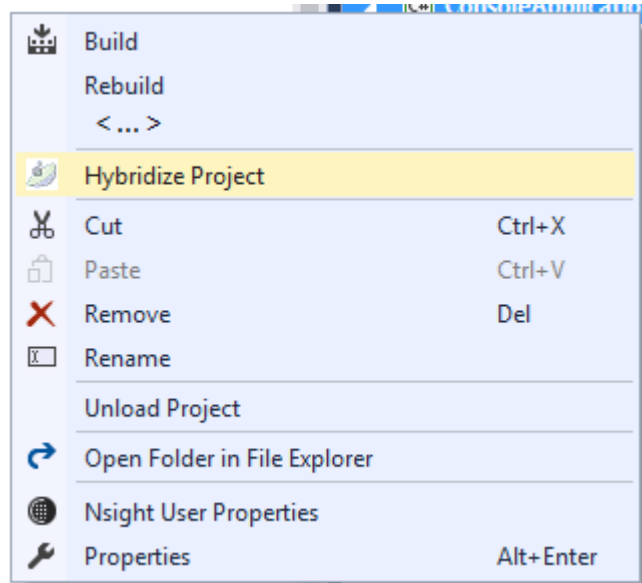 C# ConsoleApplication
Build
Rebuild
< ... >
Hybridize Project
Cut Ctrl+X
Paste Ctrl+V
Remove Del
Rename
Unload Project
Open Folder in File Explorer
Nsight User Properties
Properties Alt+Enter